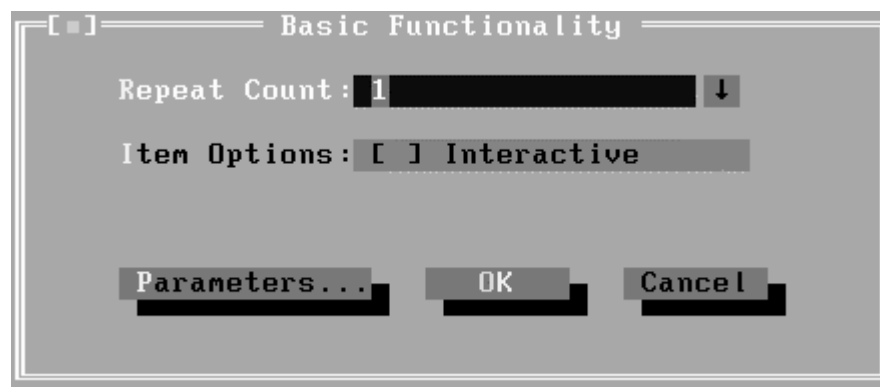 [■] Basic Functionality
Repeat Count: 1 ↓
Item Options: [ ] Interactive
Parameters... OK Cancel